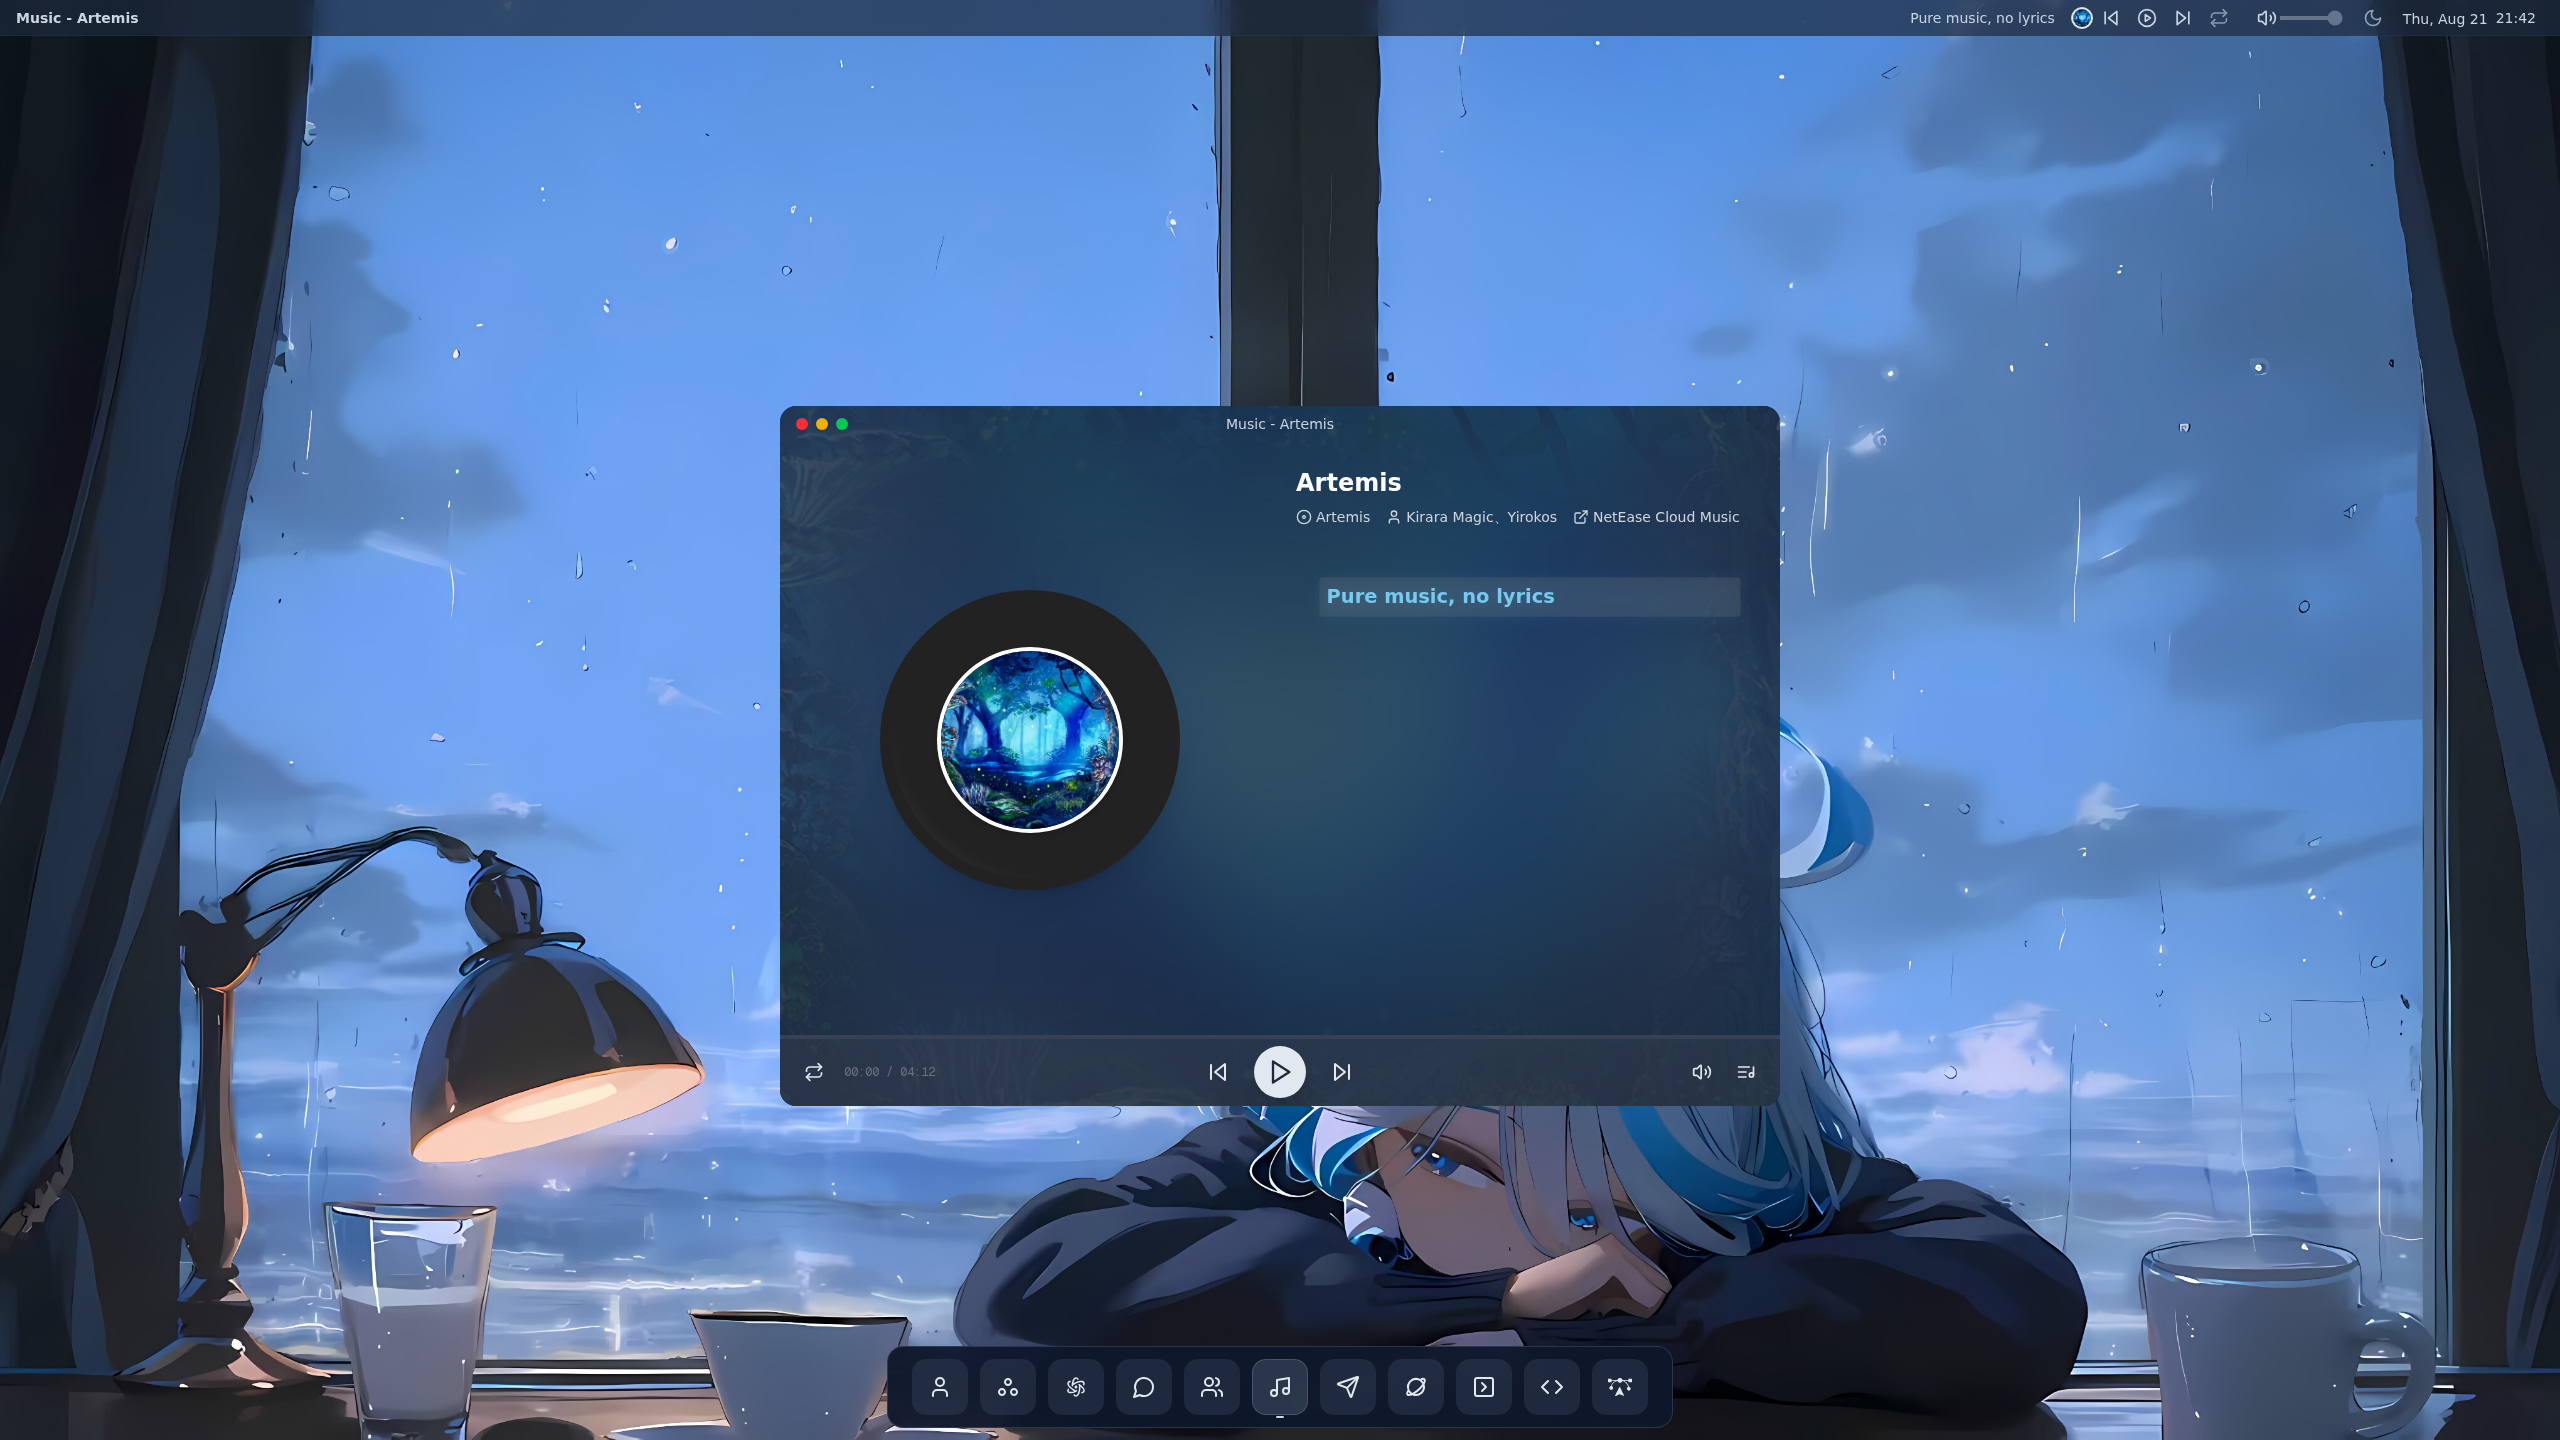 Music - Artemis
Pure music, no lyrics
Thu, Aug 21 21:42
Music - Artemis
Artemis
Artemis Kirara Magic、Yirokos NetEase Cloud Music
Pure music, no lyrics
00:00 / 04:12